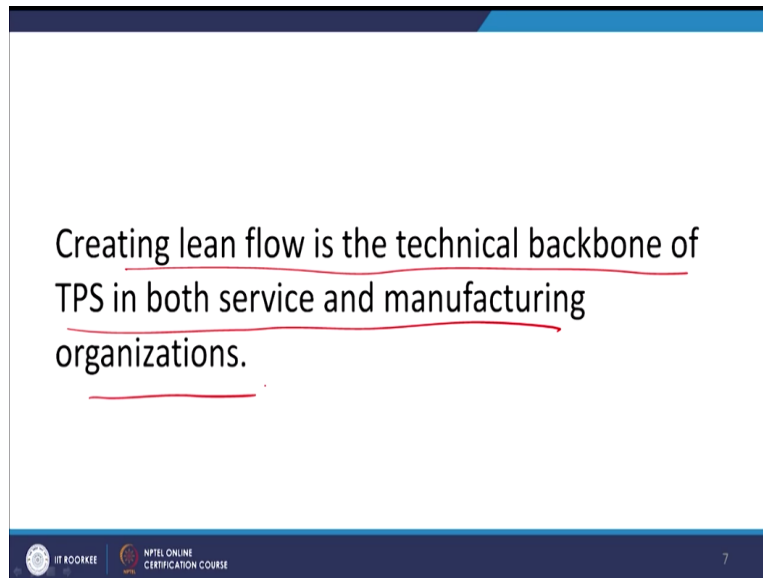 Creating lean flow is the technical backbone of
TPS in both service and manufacturing
organizations.
IIT ROORKEE
NPTEL ONLINE
CERTIFICATION COURSE
7